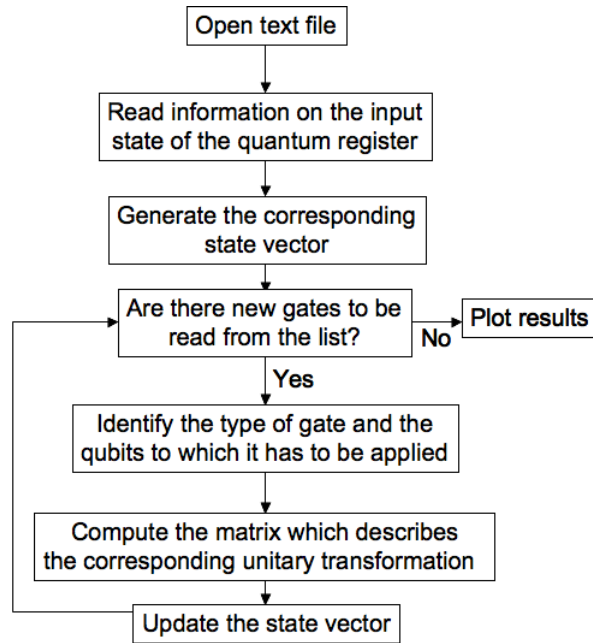 Open text file
Read information on the input
state of the quantum register
Generate the corresponding
state vector
Are there new gates to be
read from the list?
No
Plot results
Yes
Identify the type of gate and the
qubits to which it has to be applied
Compute the matrix which describes
the corresponding unitary transformation
Update the state vector